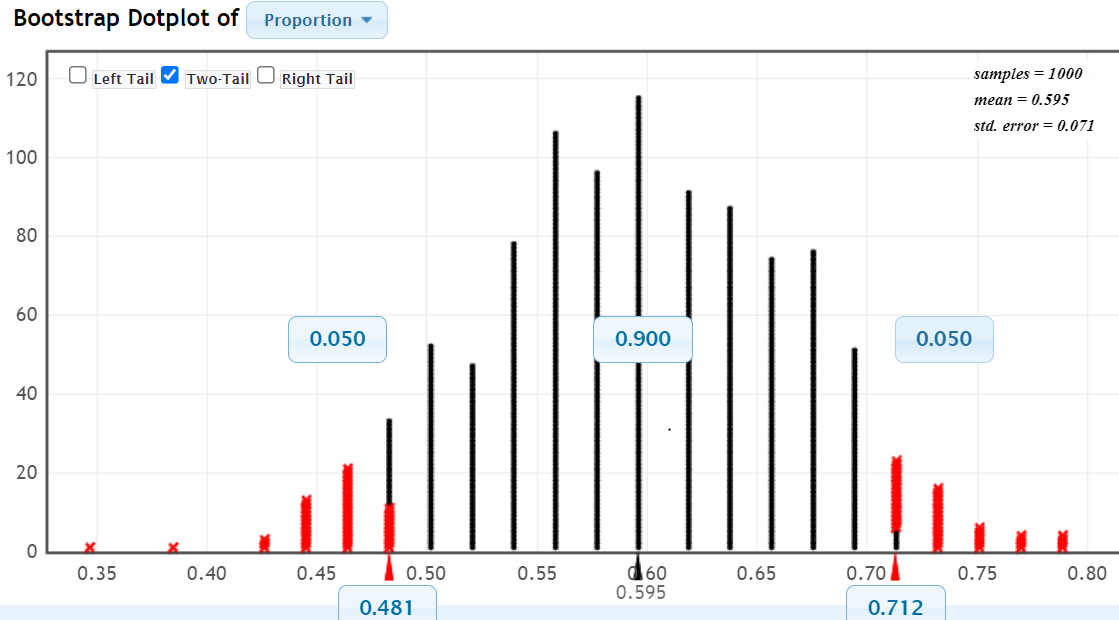 Bootstrap Dotplot of Proportion
Left Tail Two-Tail Right Tail
samples = 1000
mean = 0.595
std. error = 0.071
120
100
80
60
40
20
0
0.050 0.900 0.050
0.35 0.40 0.45 0.50 0.55 0.60 0.65 0.70 0.75 0.80
0.595
0.481 0.712